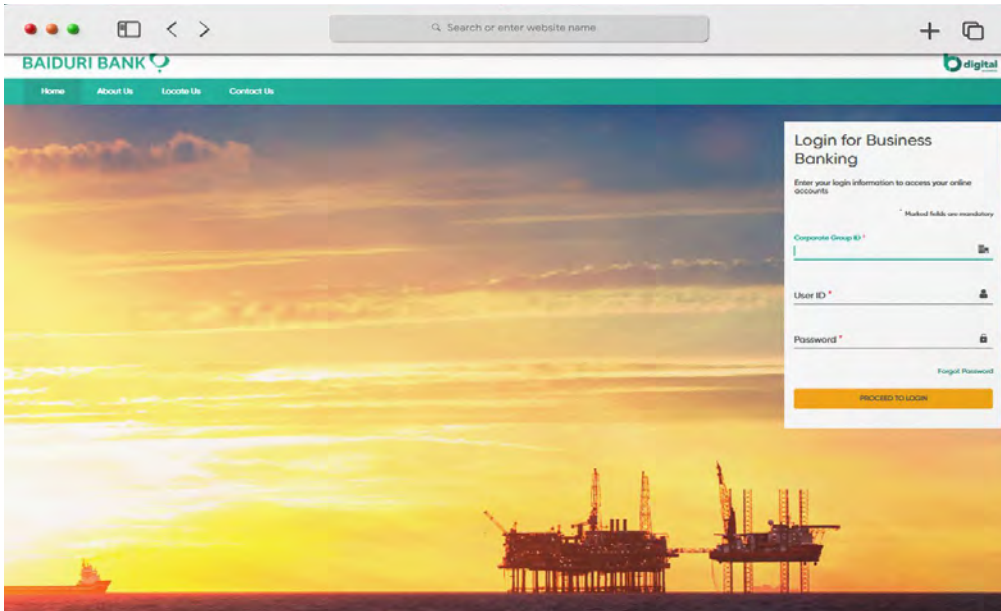 Search or enter website name
BAIDURI BANK
digital
Home About Us Locate Us Contact Us
Login for Business
Banking
Enter your login information to access your online
accounts
* Marked fields are mandatory
Corporate Group ID *
User ID *
Password *
Forgot Password
PROCEED TO LOGIN